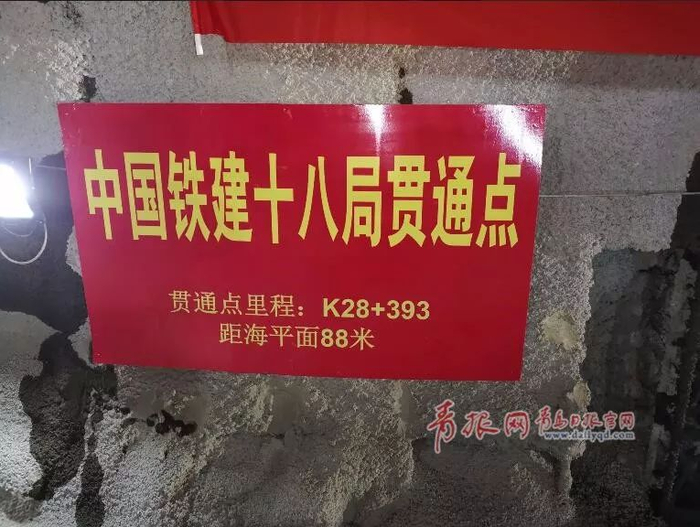 中国铁建十八局贯通点
贯通点里程：K28+393
距海平面88米
青报网 青岛日报官网
www.dailyqd.com